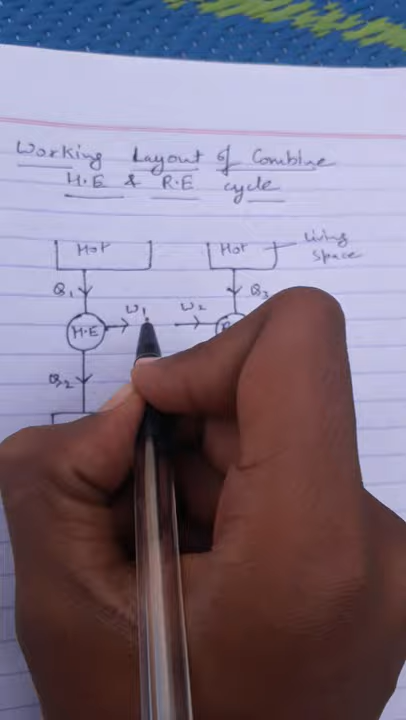 Working Layout of Combine
H.E & R.E cycle
Hot
Hot
Living
Space
Q1
W1
W2
Q3
H.E
R
Q2